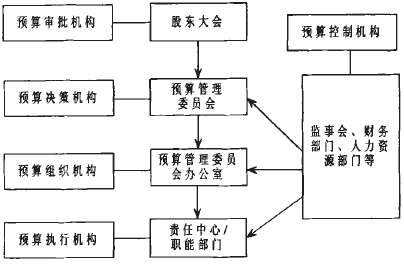 预算审批机构
股东大会
预算控制机构
预算决策机构
预算管理
委员会
监事会、财务
部门、人力资
源部门等
预算组织机构
预算管理委员
会办公室
预算执行机构
责任中心/
职能部门